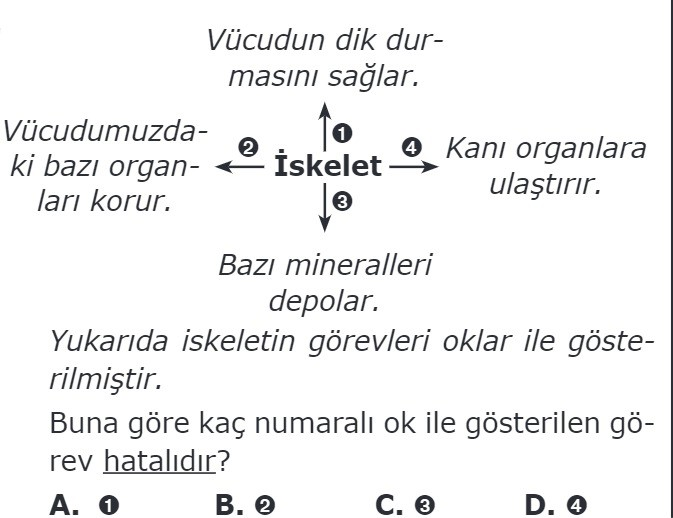 Vücudun dik dur-
masını sağlar.
Vücudumuzda-
ki bazı organ-
ları korur.
❷ ❶ ❹
İskelet
❸
Kanı organlara
ulaştırır.
Bazı mineralleri
depolar.
Yukarıda iskeletin görevleri oklar ile göste-
rilmiştir.
Buna göre kaç numaralı ok ile gösterilen gö-
rev hatalıdır?
A. ❶ B. ❷ C. ❸ D. ❹